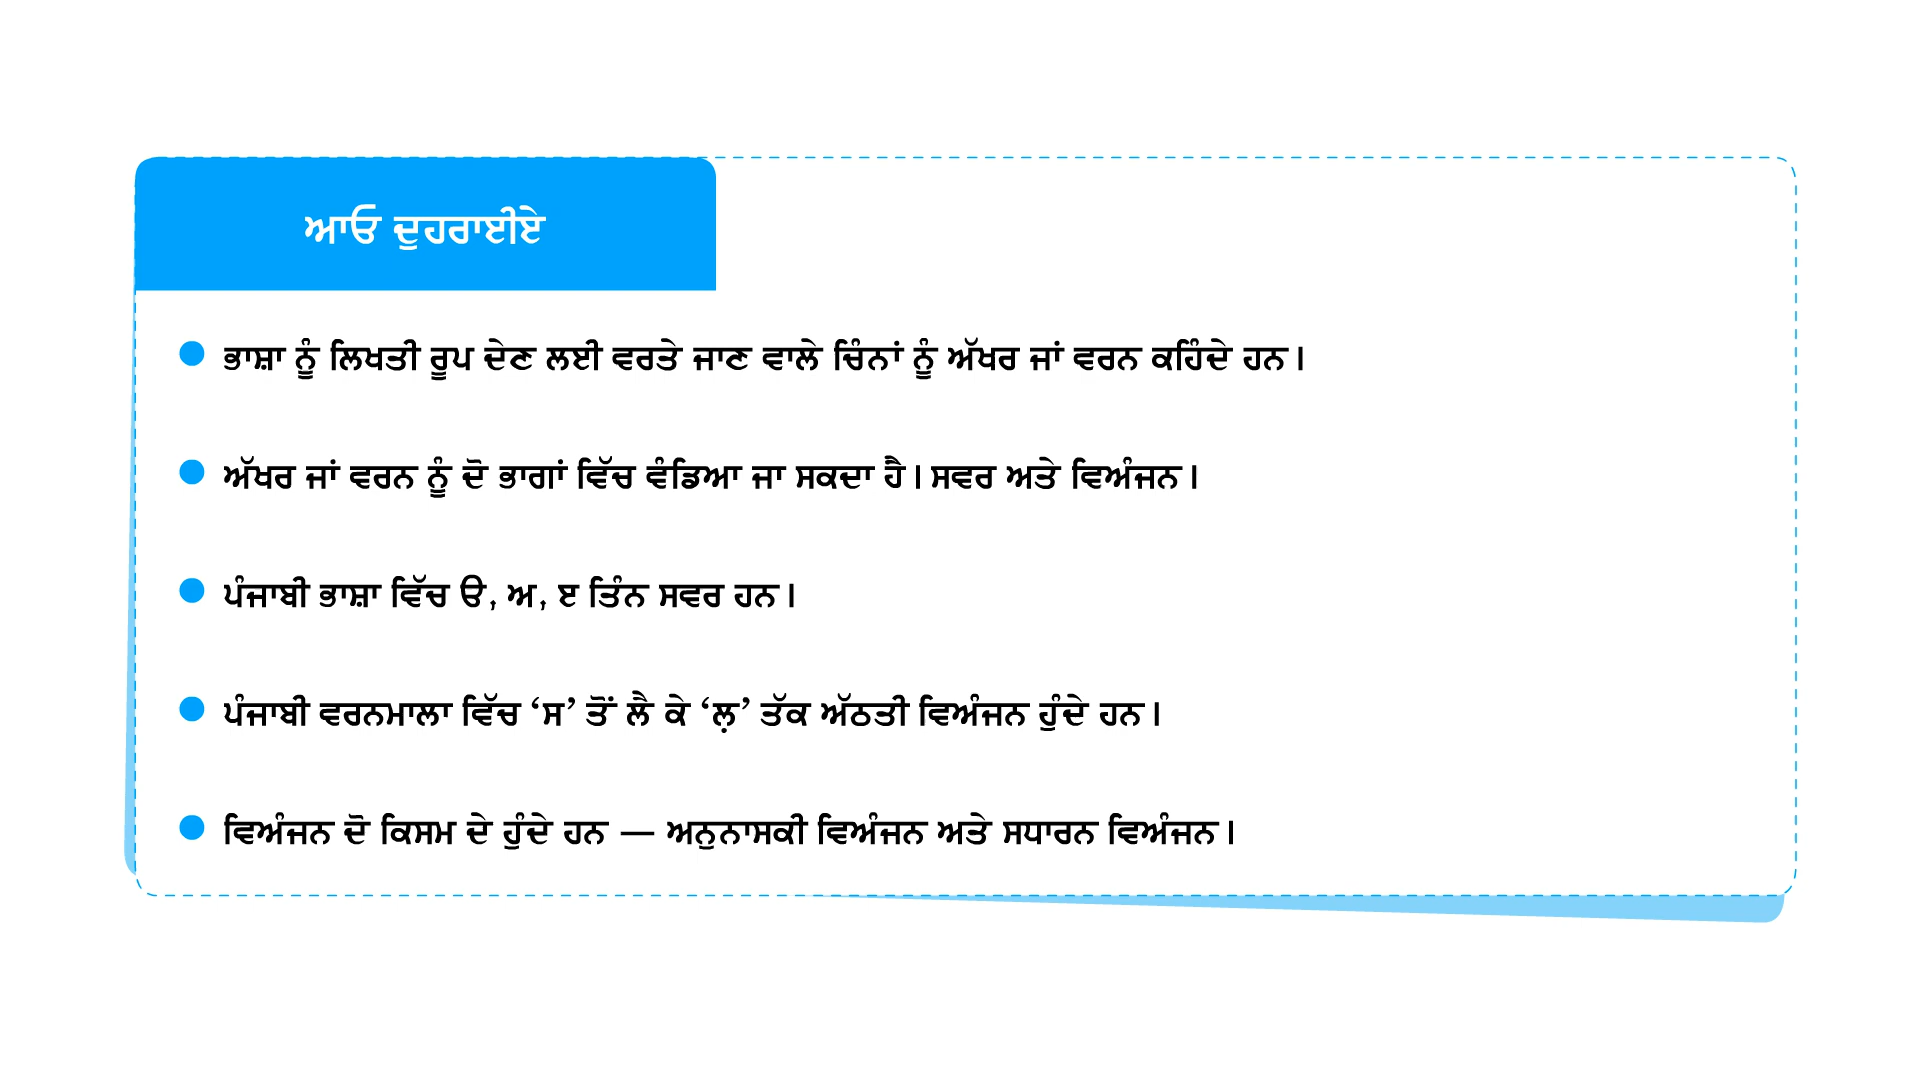 ਆਓ ਦੁਹਰਾਈਏ
ਭਾਸ਼ਾ ਨੂੰ ਲਿਖਤੀ ਰੂਪ ਦੇਣ ਲਈ ਵਰਤੇ ਜਾਣ ਵਾਲੇ ਚਿੰਨਾਂ ਨੂੰ ਅੱਖਰ ਜਾਂ ਵਰਨ ਕਹਿੰਦੇ ਹਨ।
ਅੱਖਰ ਜਾਂ ਵਰਨ ਨੂੰ ਦੋ ਭਾਗਾਂ ਵਿੱਚ ਵੰਡਿਆ ਜਾ ਸਕਦਾ ਹੈ। ਸਵਰ ਅਤੇ ਵਿਅੰਜਨ।
ਪੰਜਾਬੀ ਭਾਸ਼ਾ ਵਿੱਚ ੳ, ਅ, ੲ ਤਿੰਨ ਸਵਰ ਹਨ।
ਪੰਜਾਬੀ ਵਰਨਮਾਲਾ ਵਿੱਚ ‘ਸ’ ਤੋਂ ਲੈ ਕੇ ‘ਲ਼’ ਤੱਕ ਅੱਠਤੀ ਵਿਅੰਜਨ ਹੁੰਦੇ ਹਨ।
ਵਿਅੰਜਨ ਦੋ ਕਿਸਮ ਦੇ ਹੁੰਦੇ ਹਨ — ਅਨੁਨਾਸਕੀ ਵਿਅੰਜਨ ਅਤੇ ਸਧਾਰਨ ਵਿਅੰਜਨ।